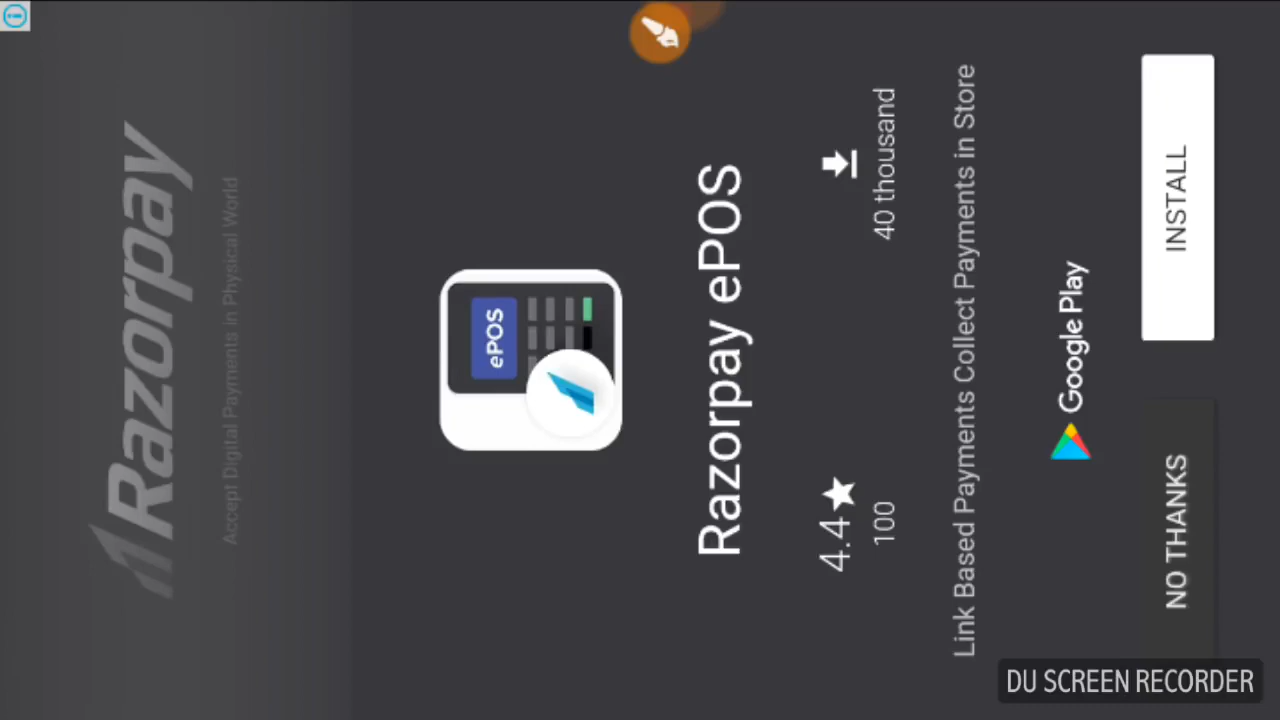 Razorpay
Accept Digital Payments in Physical World
ePOS
Razorpay ePOS
4.4
100
40 thousand
Link Based Payments Collect Payments in Store
Google Play
NO THANKS
INSTALL
DU SCREEN RECORDER